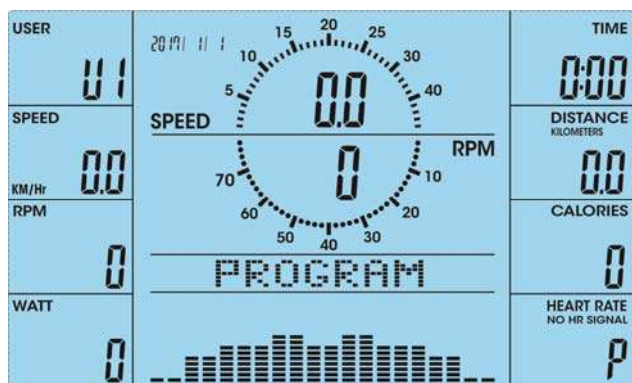 USER
U1
SPEED
KM/Hr 0.0
RPM
0
WATT
0
2017/ 1/ 1
5 10 15 20 25 30 40
SPEED 0.0
RPM 0
10 20 30 40 50 60 70
PROGRAM
TIME
0:00
DISTANCE
KILOMETERS
0.0
CALORIES
0
HEART RATE
NO HR SIGNAL
P